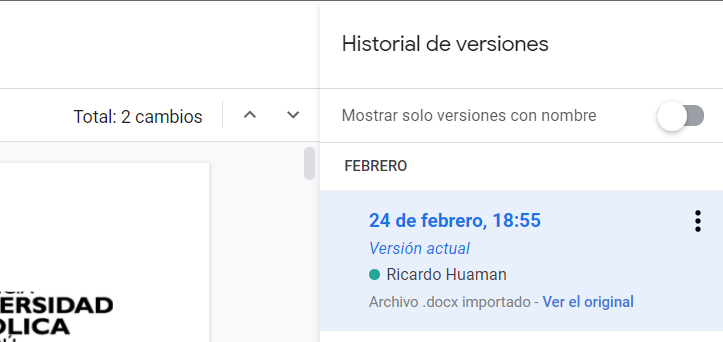 Historial de versiones
Total: 2 cambios
Mostrar solo versiones con nombre
FEBRERO
24 de febrero, 18:55
Versión actual
Ricardo Huaman
Archivo .docx importado - Ver el original
ERSIDAD
ÓLICA